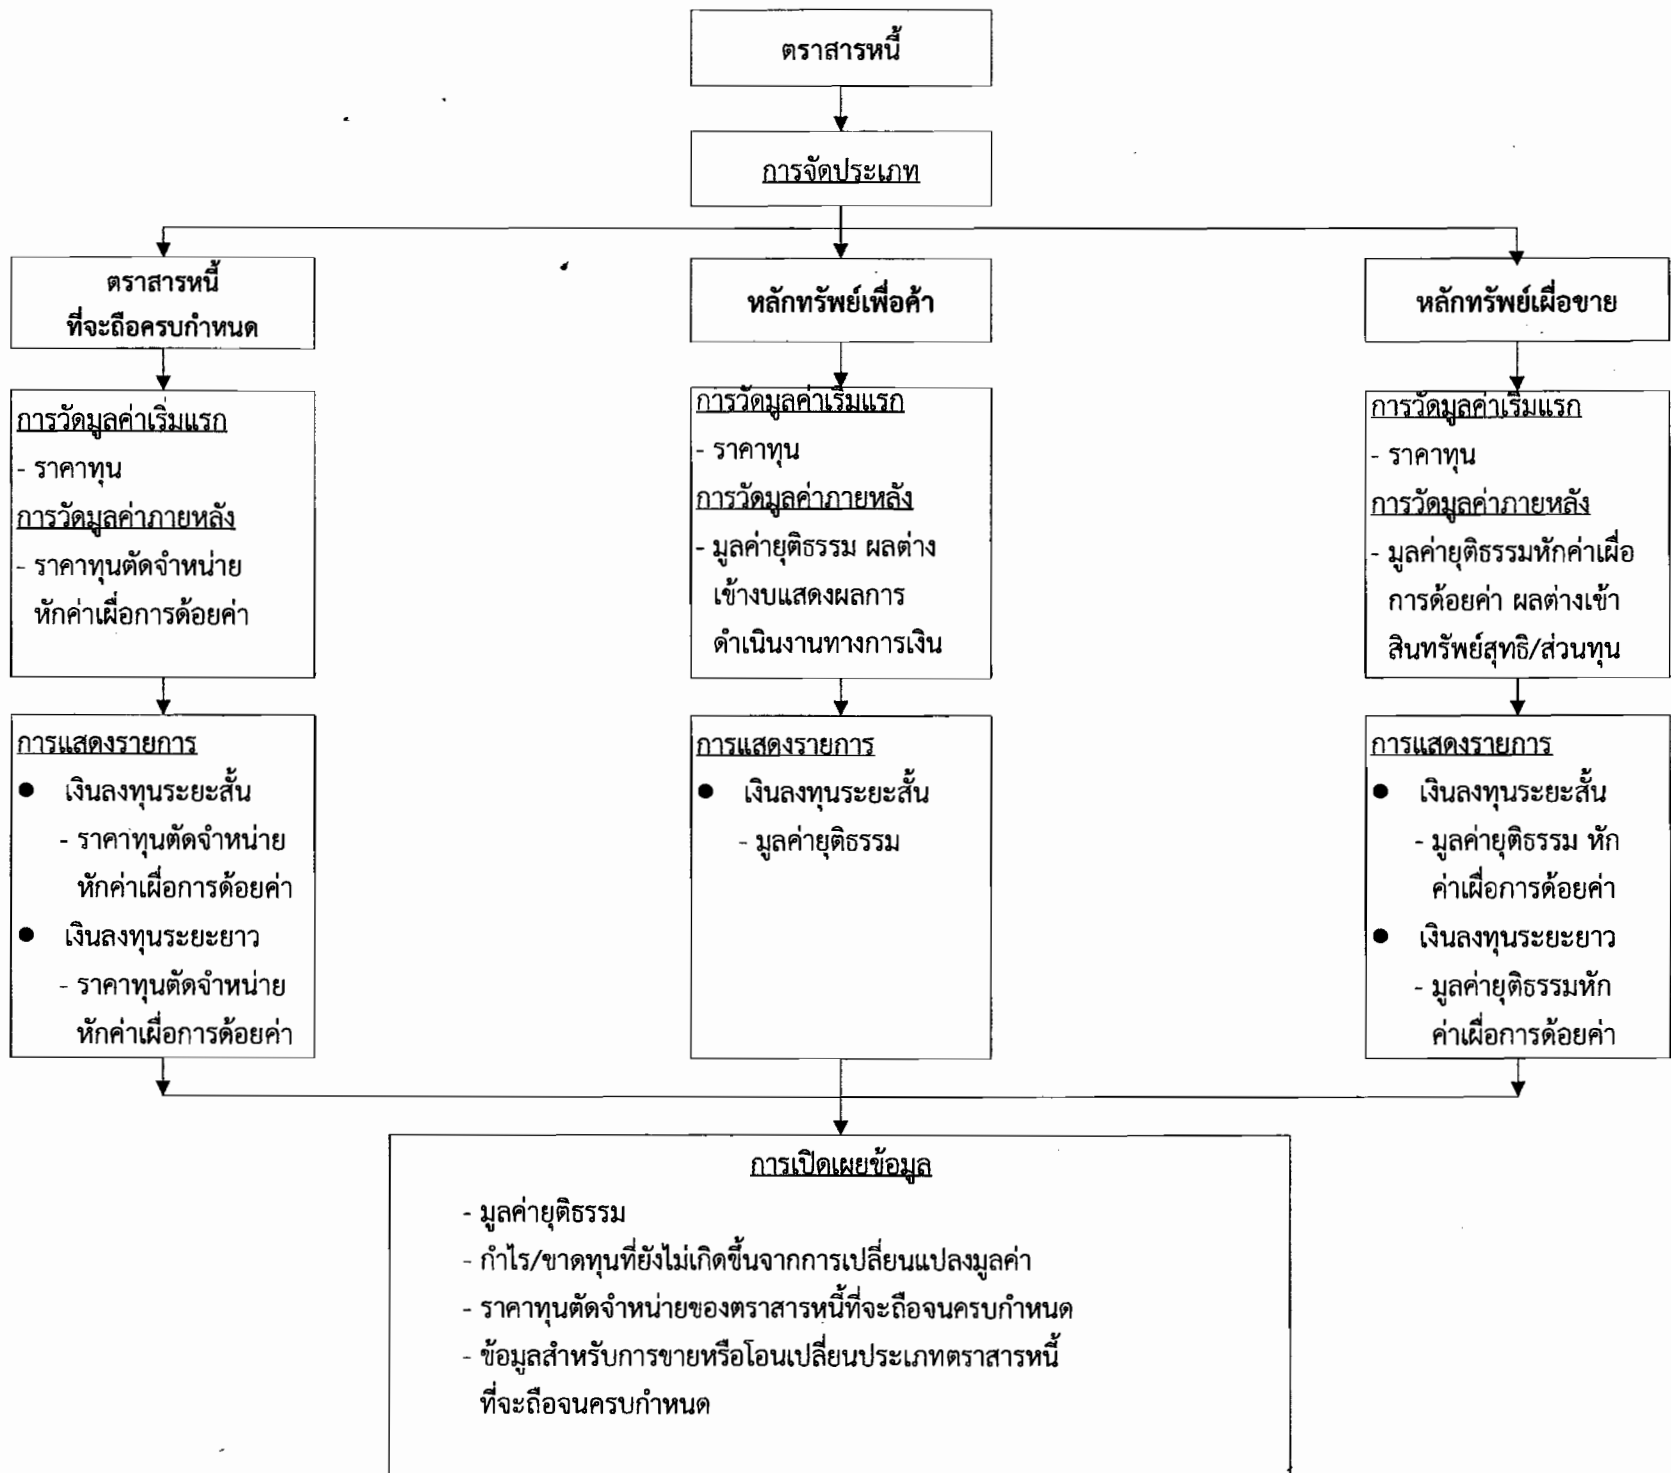 ตราสารหนี้
การจัดประเภท
ตราสารหนี้
ที่จะถือครบกำหนด
การวัดมูลค่าเริ่มแรก
- ราคาทุน
การวัดมูลค่าภายหลัง
- ราคาทุนตัดจำหน่าย
หักค่าเผื่อการด้อยค่า
การแสดงรายการ
● เงินลงทุนระยะสั้น
- ราคาทุนตัดจำหน่าย
หักค่าเผื่อการด้อยค่า
● เงินลงทุนระยะยาว
- ราคาทุนตัดจำหน่าย
หักค่าเผื่อการด้อยค่า
หลักทรัพย์เพื่อค้า
การวัดมูลค่าเริ่มแรก
- ราคาทุน
การวัดมูลค่าภายหลัง
- มูลค่ายุติธรรม ผลต่าง
เข้างบแสดงผลการ
ดำเนินงานทางการเงิน
การแสดงรายการ
● เงินลงทุนระยะสั้น
- มูลค่ายุติธรรม
หลักทรัพย์เผื่อขาย
การวัดมูลค่าเริ่มแรก
- ราคาทุน
การวัดมูลค่าภายหลัง
- มูลค่ายุติธรรมหักค่าเผื่อ
การด้อยค่า ผลต่างเข้า
สินทรัพย์สุทธิ/ส่วนทุน
การแสดงรายการ
● เงินลงทุนระยะสั้น
- มูลค่ายุติธรรม หัก
ค่าเผื่อการด้อยค่า
● เงินลงทุนระยะยาว
- มูลค่ายุติธรรมหัก
ค่าเผื่อการด้อยค่า
การเปิดเผยข้อมูล
- มูลค่ายุติธรรม
- กำไร/ขาดทุนที่ยังไม่เกิดขึ้นจากการเปลี่ยนแปลงมูลค่า
- ราคาทุนตัดจำหน่ายของตราสารหนี้ที่จะถือจนครบกำหนด
- ข้อมูลสำหรับการขายหรือโอนเปลี่ยนประเภทตราสารหนี้
ที่จะถือจนครบกำหนด